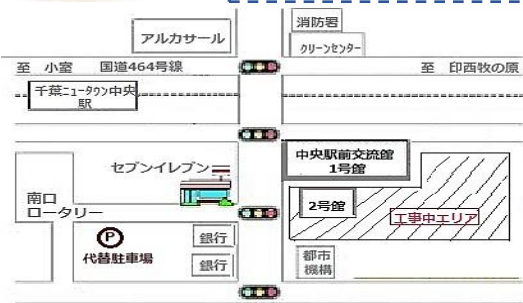 消防署
アルカサール
クリーンセンター
至 小室 国道464号線
至 印西牧の原
千葉ニュータウン中央
駅
中央駅前交流館
1号館
セブンイレブン
南口
ロータリー
2号館
工事中エリア
P
銀行
代替駐車場
都市
機構
銀行